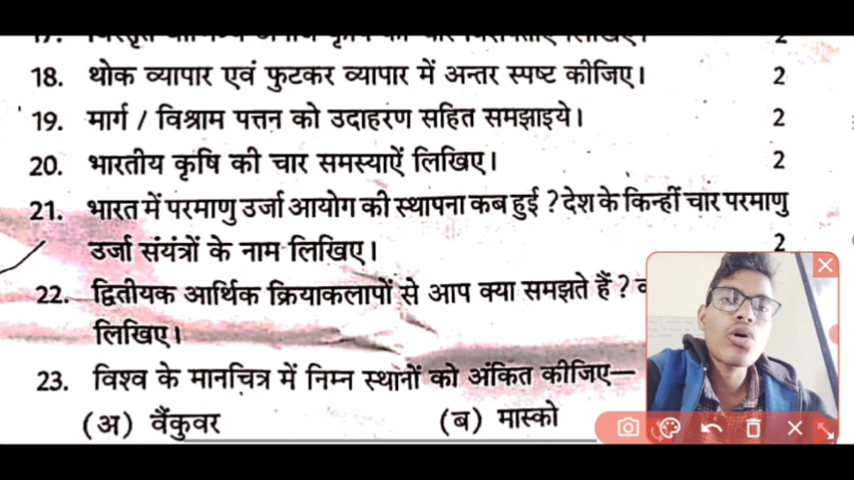 18. थोक व्यापार एवं फुटकर व्यापार में अन्तर स्पष्ट कीजिए। 2
19. मार्ग / विश्राम पत्तन को उदाहरण सहित समझाइये। 2
20. भारतीय कृषि की चार समस्याऐं लिखिए। 2
21. भारत में परमाणु उर्जा आयोग की स्थापना कब हुई ? देश के किन्हीं चार परमाणु
उर्जा संयंत्रों के नाम लिखिए। 2
22. द्वितीयक आर्थिक क्रियाकलापों से आप क्या समझते हैं ?
लिखिए।
23. विश्व के मानचित्र में निम्न स्थानों को अंकित कीजिए—
(अ) वैंकुवर (ब) मास्को